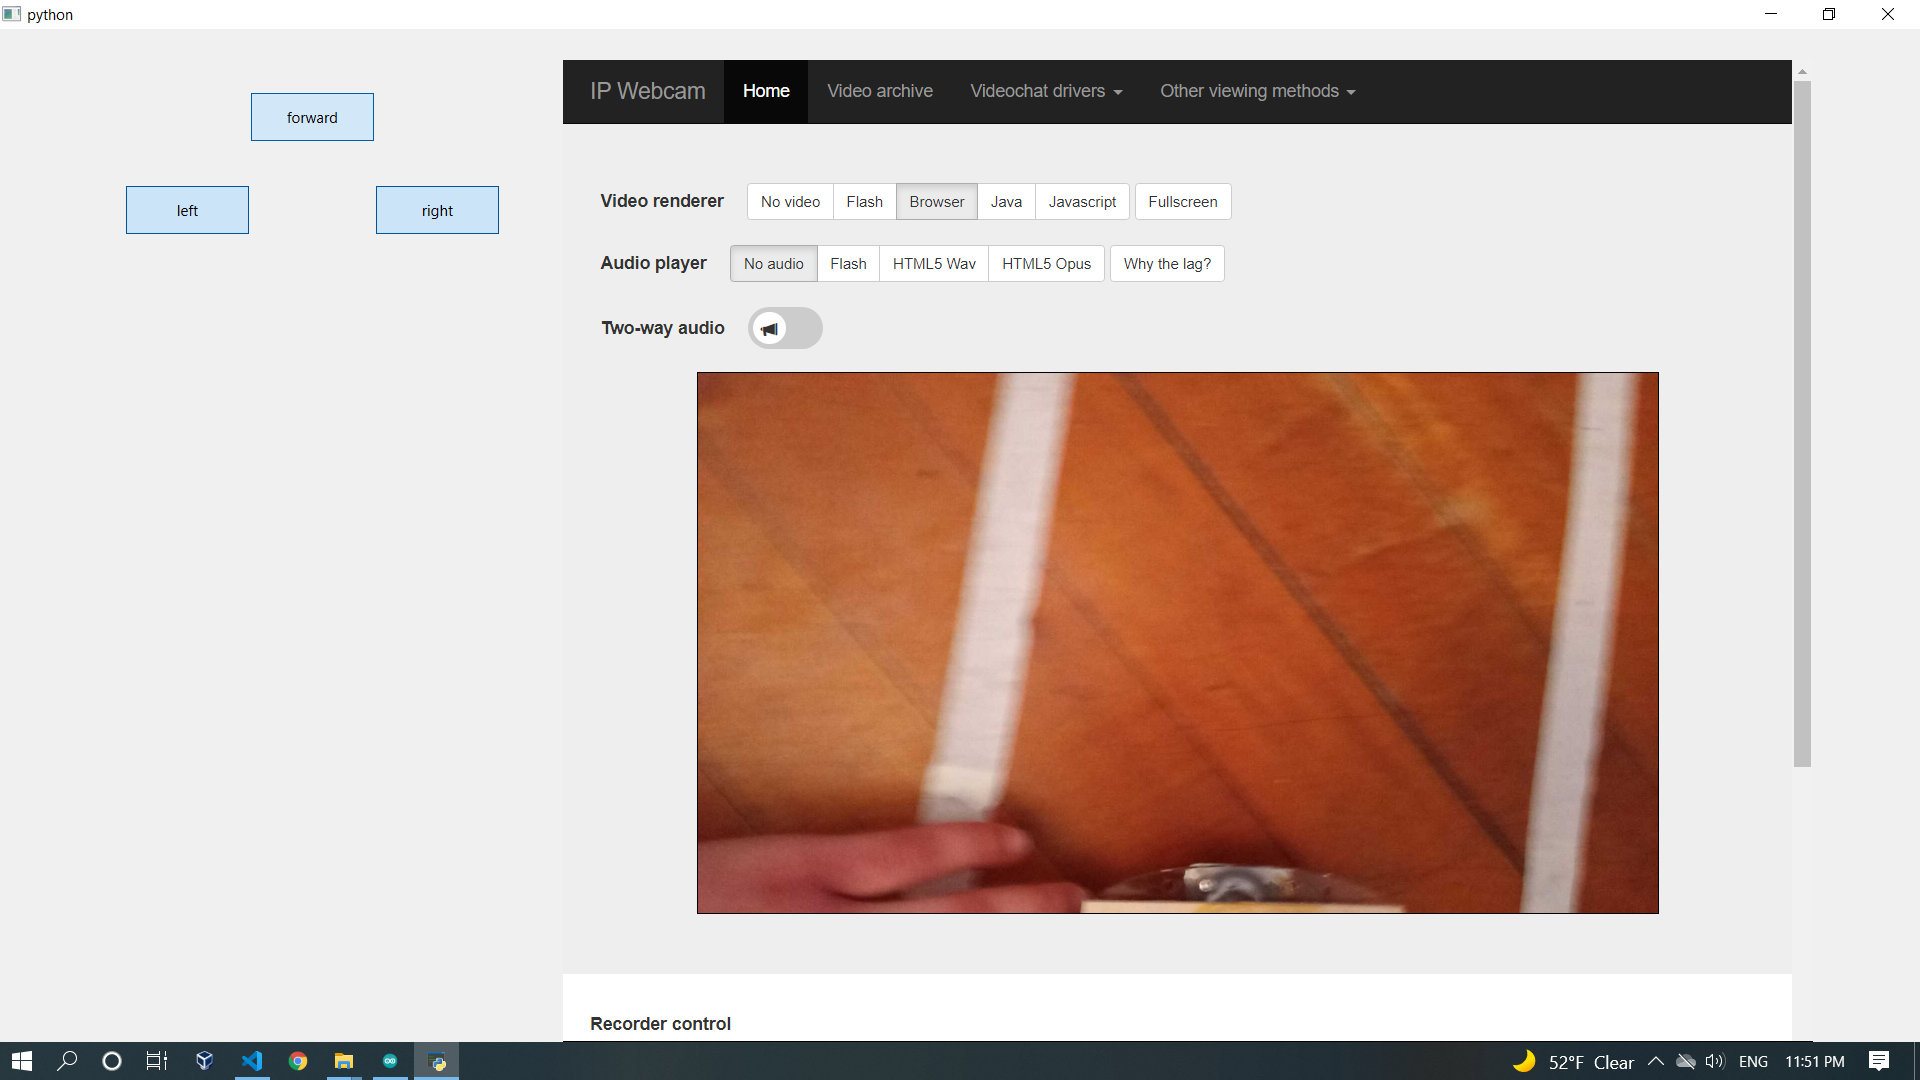 python
forward
left right
IP Webcam Home Video archive Videochat drivers Other viewing methods
Video renderer No video Flash Browser Java Javascript Fullscreen
Audio player No audio Flash HTML5 Wav HTML5 Opus Why the lag?
Two-way audio
Recorder control
52°F Clear ENG 11:51 PM